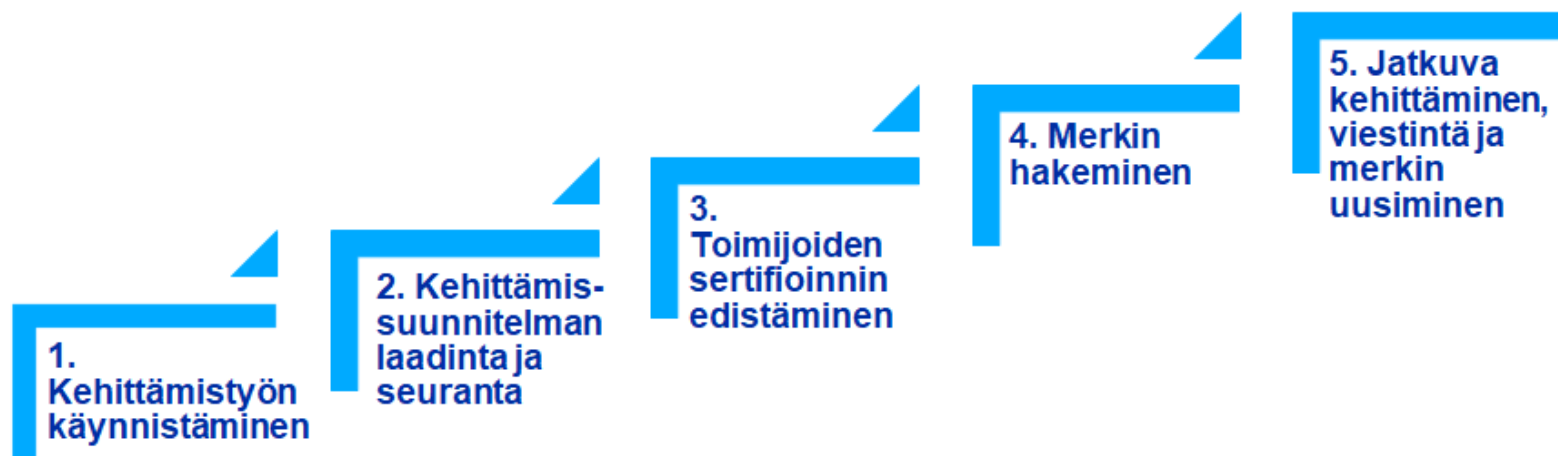 1.
Kehittämistyön
käynnistäminen
2. Kehittämis-
suunnitelman
laadinta ja
seuranta
3.
Toimijoiden
sertifioinnin
edistäminen
4. Merkin
hakeminen
5. Jatkuva
kehittäminen,
viestintä ja
merkin
uusiminen